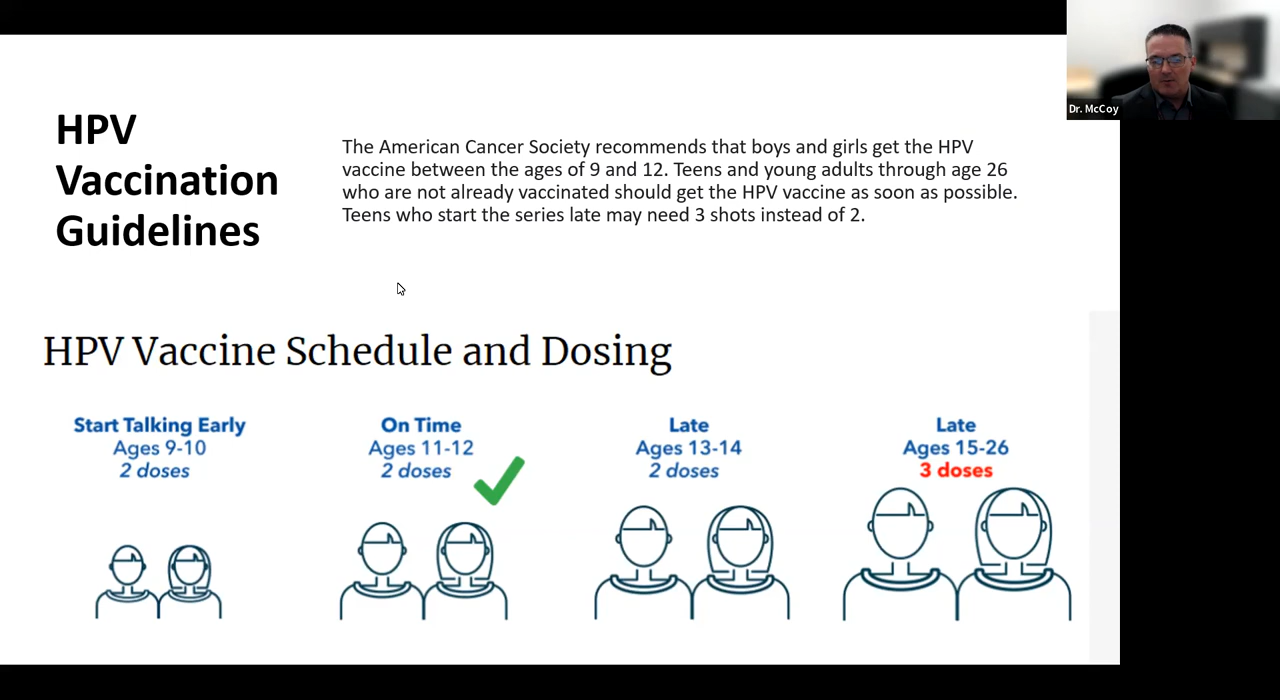 Dr. McCoy
HPV
Vaccination
Guidelines
The American Cancer Society recommends that boys and girls get the HPV
vaccine between the ages of 9 and 12. Teens and young adults through age 26
who are not already vaccinated should get the HPV vaccine as soon as possible.
Teens who start the series late may need 3 shots instead of 2.
HPV Vaccine Schedule and Dosing
Start Talking Early
Ages 9-10
2 doses
On Time
Ages 11-12
2 doses
Late
Ages 13-14
2 doses
Late
Ages 15-26
3 doses